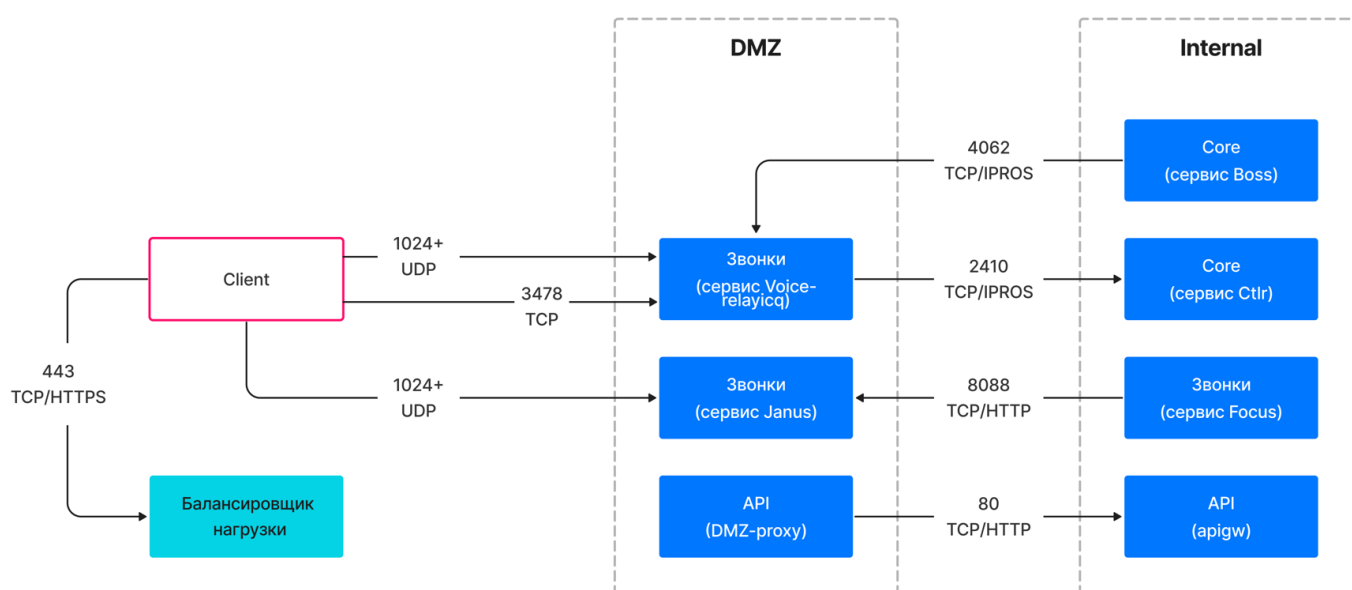 DMZ
Internal
4062
TCP/IPROS
Core
(сервис Boss)
Client
1024+
UDP
3478
TCP
Звонки
(сервис Voice-
relayicq)
2410
TCP/IPROS
Core
(сервис Ctlr)
443
TCP/HTTPS
1024+
UDP
Звонки
(сервис Janus)
8088
TCP/HTTP
Звонки
(сервис Focus)
Балансировщик
нагрузки
API
(DMZ-proxy)
80
TCP/HTTP
API
(apigw)